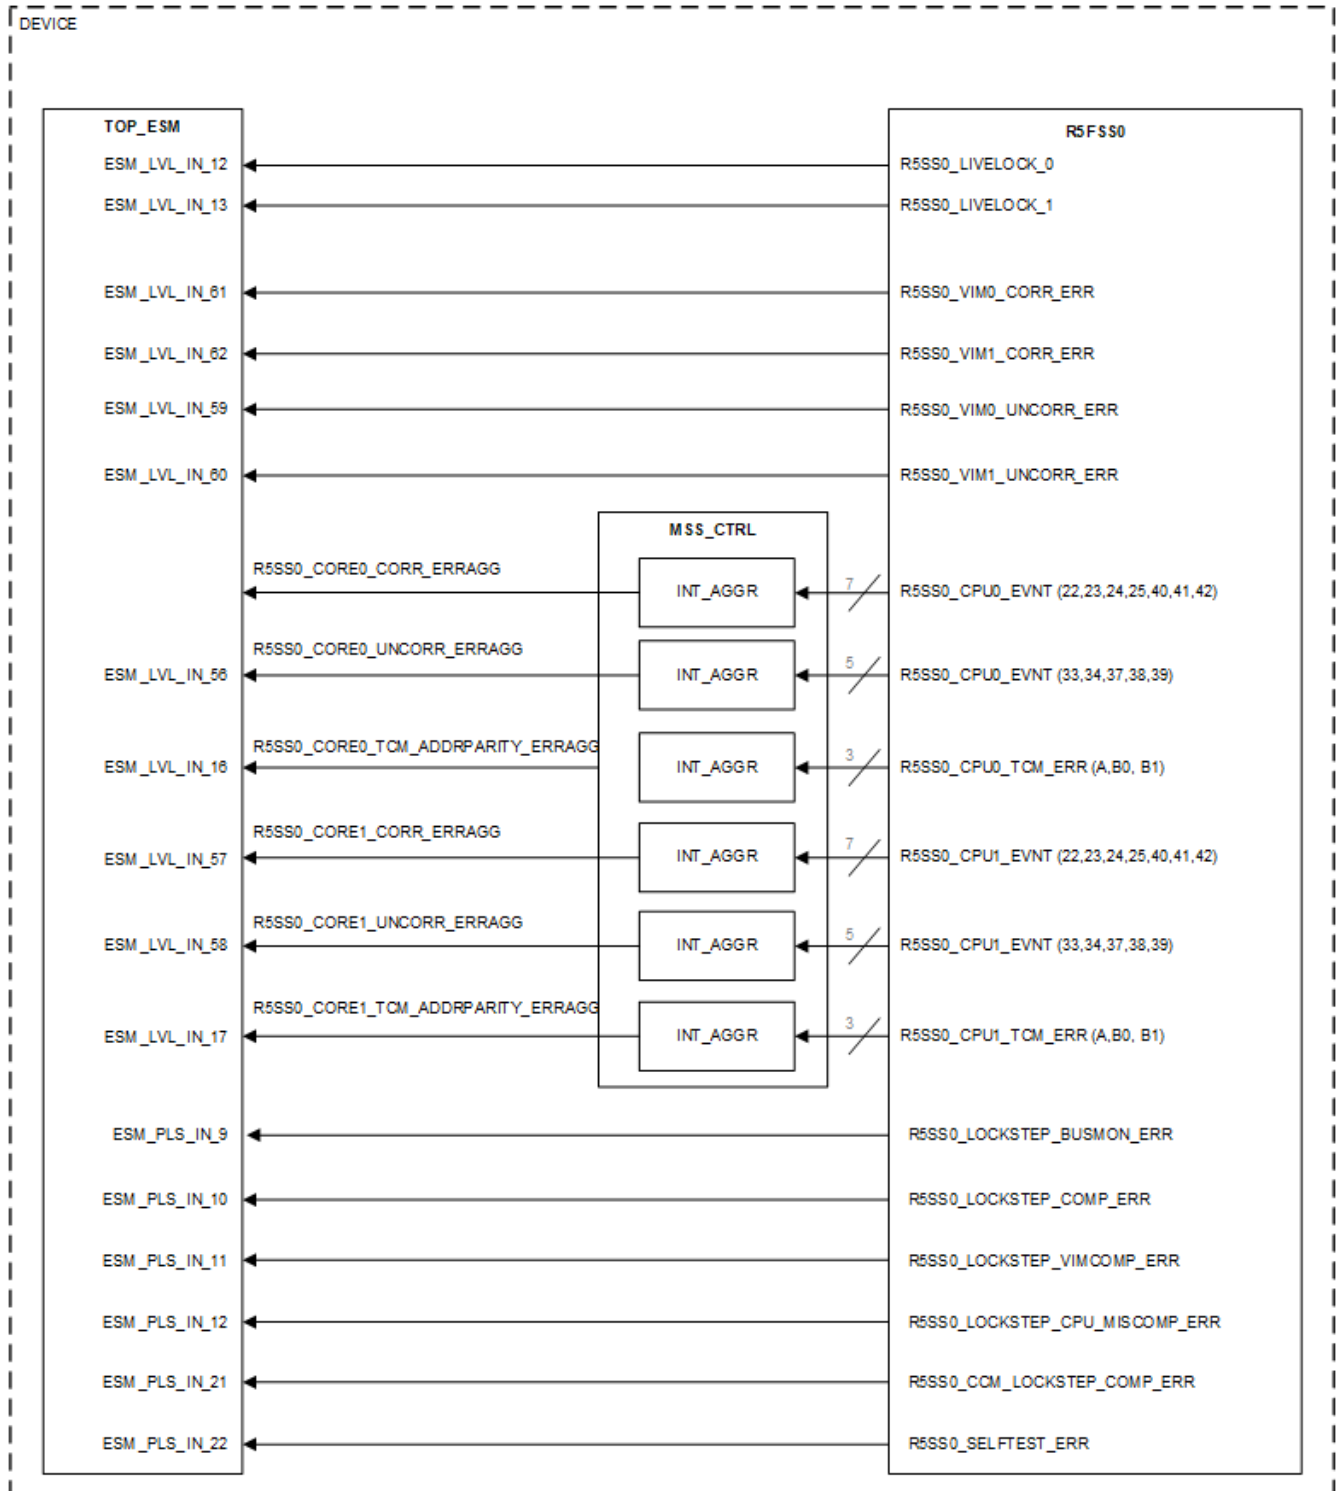 DEVICE
TOP_ESM
R5FSS0
ESM_LVL_IN_12
R5SS0_LIVELOCK_0
ESM_LVL_IN_13
R5SS0_LIVELOCK_1
ESM_LVL_IN_61
R5SS0_VIM0_CORR_ERR
ESM_LVL_IN_62
R5SS0_VIM1_CORR_ERR
ESM_LVL_IN_59
R5SS0_VIM0_UNCORR_ERR
ESM_LVL_IN_60
R5SS0_VIM1_UNCORR_ERR
MSS_CTRL
R5SS0_CORE0_CORR_ERRAGG
INT_AGGR
7
R5SS0_CPU0_EVNT (22,23,24,25,40,41,42)
R5SS0_CORE0_UNCORR_ERRAGG
ESM_LVL_IN_56
INT_AGGR
5
R5SS0_CPU0_EVNT (33,34,37,38,39)
R5SS0_CORE0_TCM_ADDRPARITY_ERRAGG
ESM_LVL_IN_16
INT_AGGR
3
R5SS0_CPU0_TCM_ERR (A,B0, B1)
R5SS0_CORE1_CORR_ERRAGG
ESM_LVL_IN_57
INT_AGGR
7
R5SS0_CPU1_EVNT (22,23,24,25,40,41,42)
R5SS0_CORE1_UNCORR_ERRAGG
ESM_LVL_IN_58
INT_AGGR
5
R5SS0_CPU1_EVNT (33,34,37,38,39)
R5SS0_CORE1_TCM_ADDRPARITY_ERRAGG
ESM_LVL_IN_17
INT_AGGR
3
R5SS0_CPU1_TCM_ERR (A,B0, B1)
ESM_PLS_IN_9
R5SS0_LOCKSTEP_BUSMON_ERR
ESM_PLS_IN_10
R5SS0_LOCKSTEP_COMP_ERR
ESM_PLS_IN_11
R5SS0_LOCKSTEP_VIMCOMP_ERR
ESM_PLS_IN_12
R5SS0_LOCKSTEP_CPU_MISCOMP_ERR
ESM_PLS_IN_21
R5SS0_CCM_LOCKSTEP_COMP_ERR
ESM_PLS_IN_22
R5SS0_SELFTEST_ERR